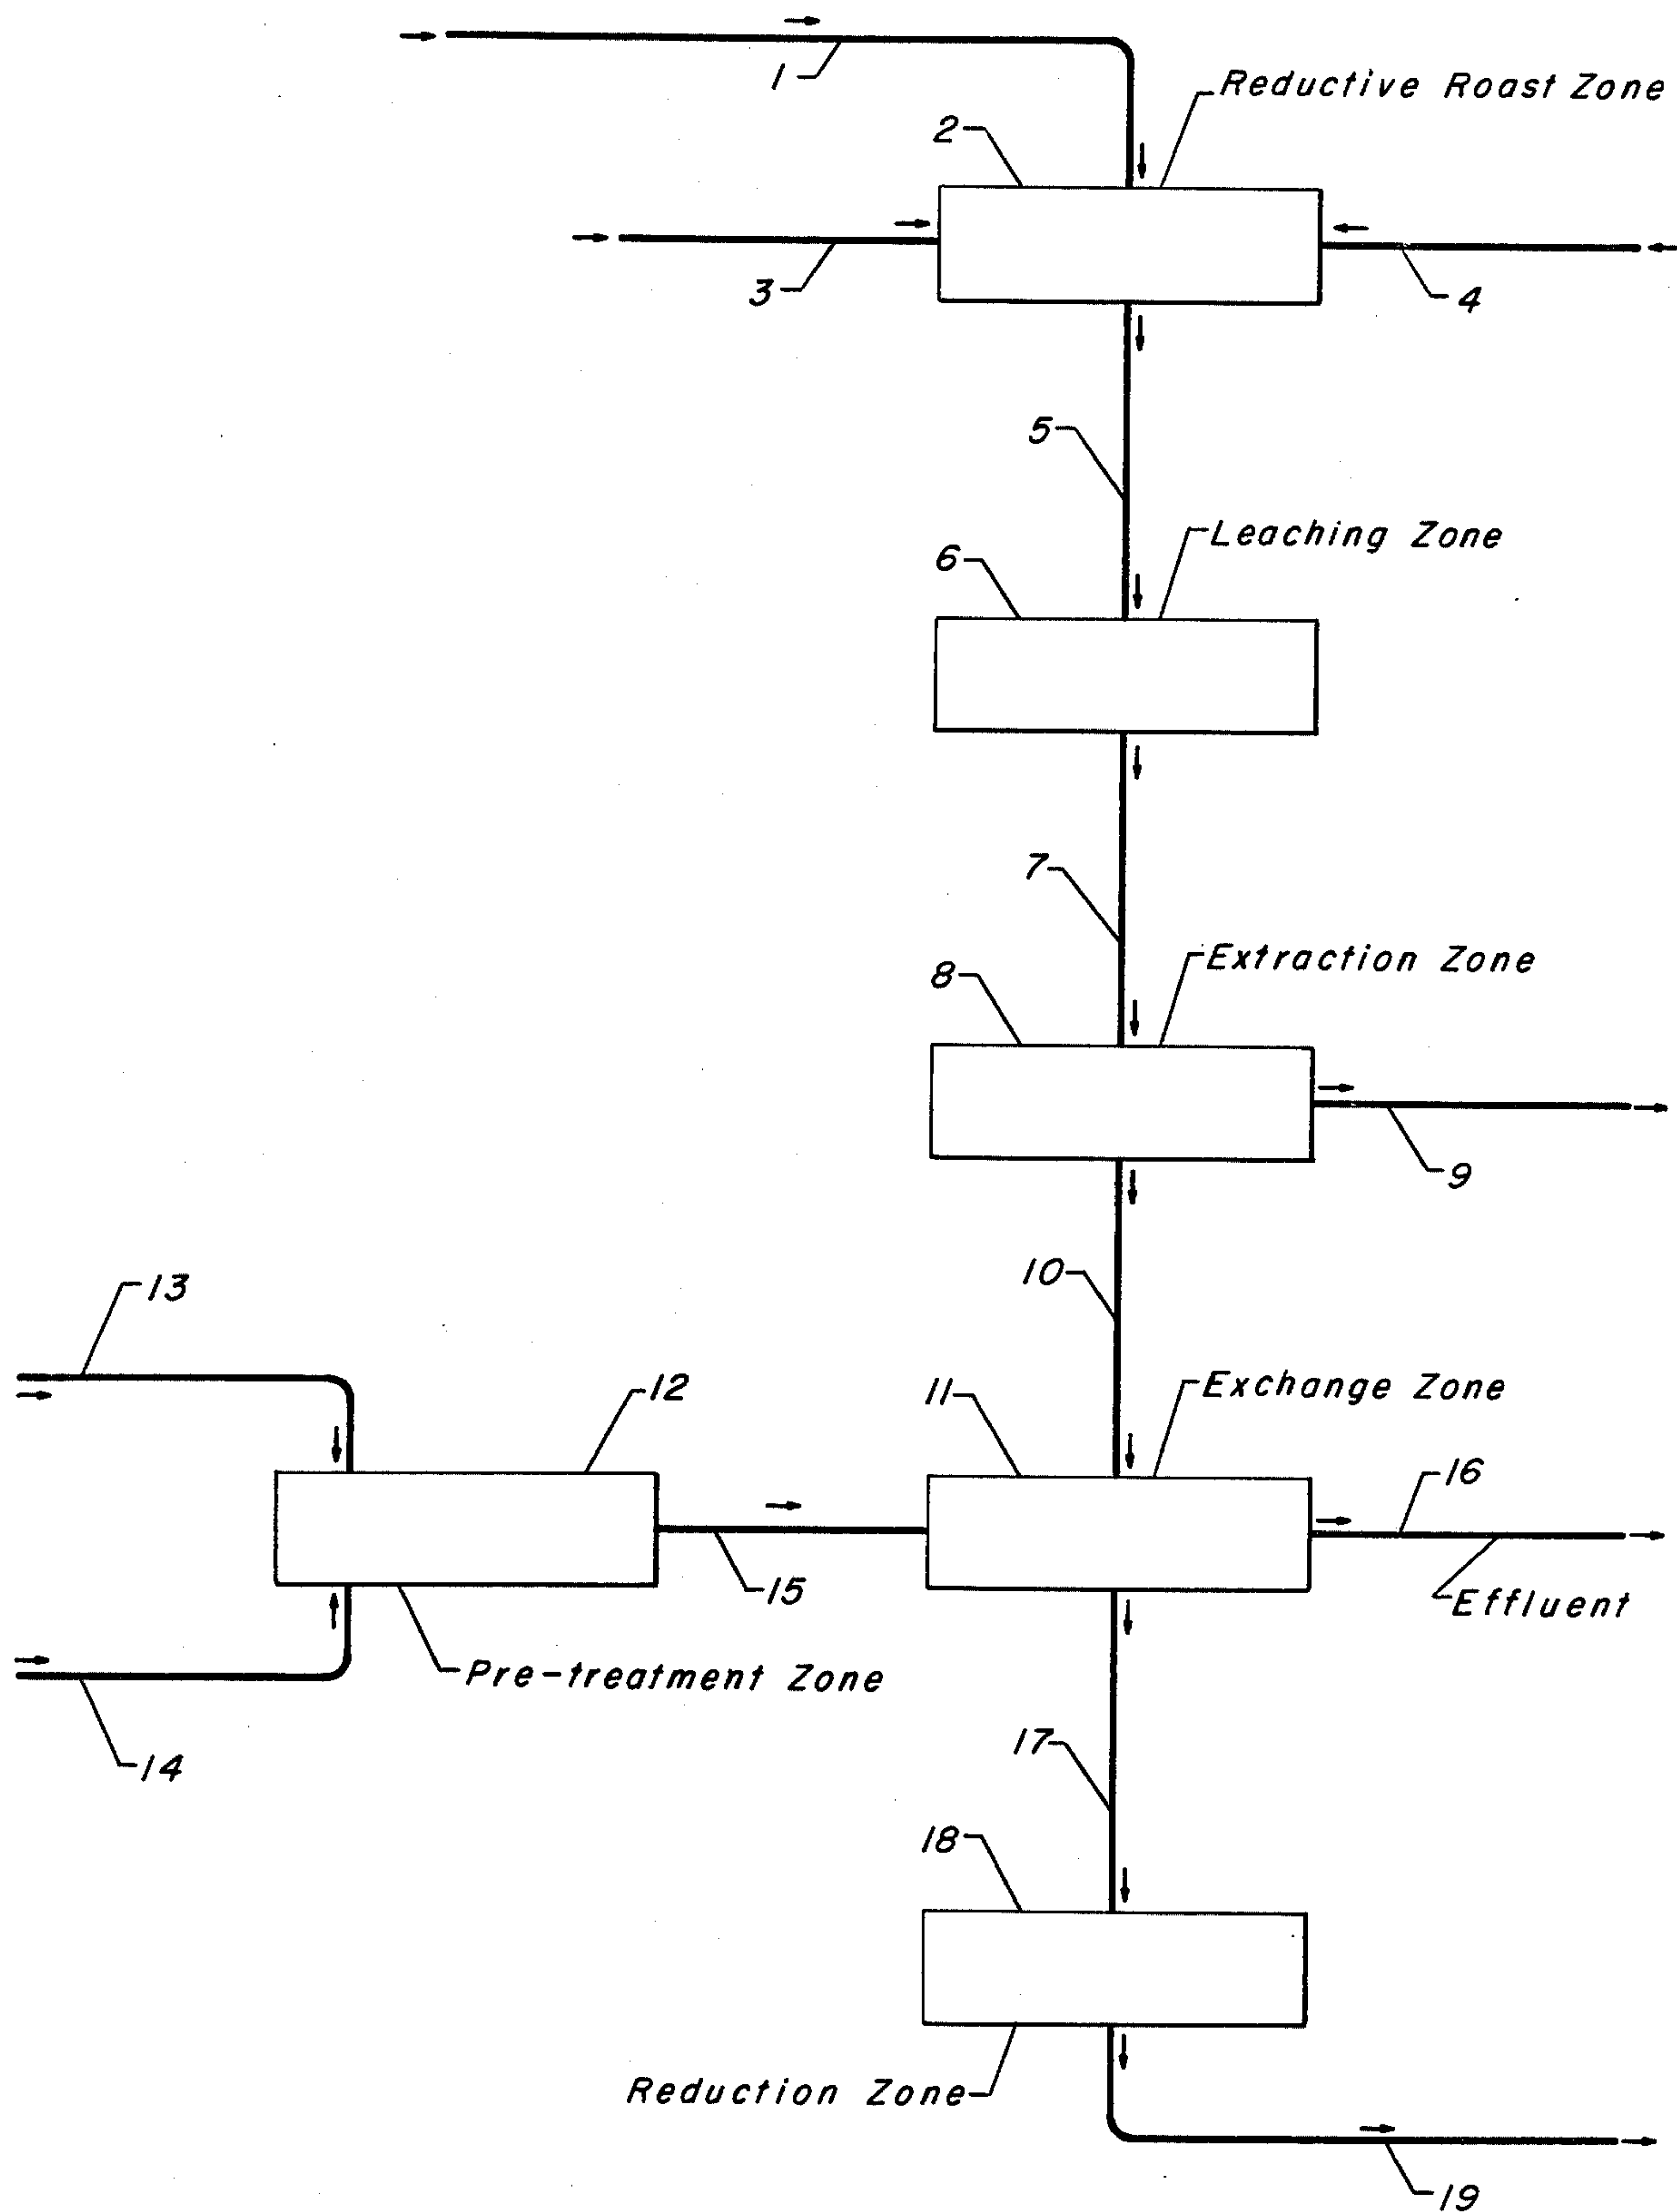 1
Reductive Roast Zone
2
3
4
5
Leaching Zone
6
7
Extraction Zone
8
9
10
13
12
11
Exchange Zone
16
15
Effluent
Pre-treatment Zone
14
17
18
Reduction Zone
19